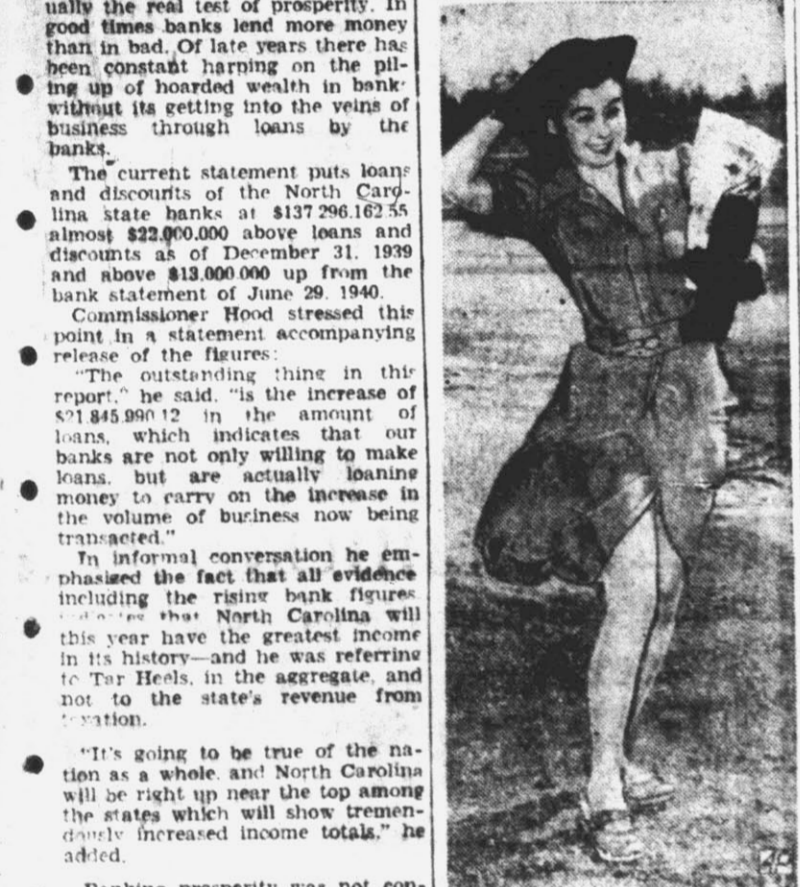 ually the real test of prosperity. In
good times banks lend more money
than in bad. Of late years there has
been constant harping on the pil-
ing up of hoarded wealth in bank
without its getting into the veins of
business through loans by the
banks.
The current statement puts loans
and discounts of the North Caro-
lina state banks at $137 296.162.55
almost $22,000.000 above loans and
discounts as of December 31. 1939
and above $13,000.000 up from the
bank statement of June 29. 1940.
Commissioner Hood stressed this
point in a statement accompanying
release of the figures:
"The outstanding thing in this
report," he said, "is the increase of
$21.845.990 12 in the amount of
loans, which indicates that our
banks are not only willing to make
loans, but are actually loaning
money to carry on the increase in
the volume of business now being
transacted."
In informal conversation he em-
phasized the fact that all evidence
including the rising bank figures
that North Carolina will
this year have the greatest income
in its history—and he was referring
to Tar Heels, in the aggregate, and
not to the state's revenue from
taxation.
"It's going to be true of the na-
tion as a whole, and North Carolina
will be right up near the top among
the states which will show tremen-
dously increased income totals," he
added.
Banking prosperity was not con-
AP